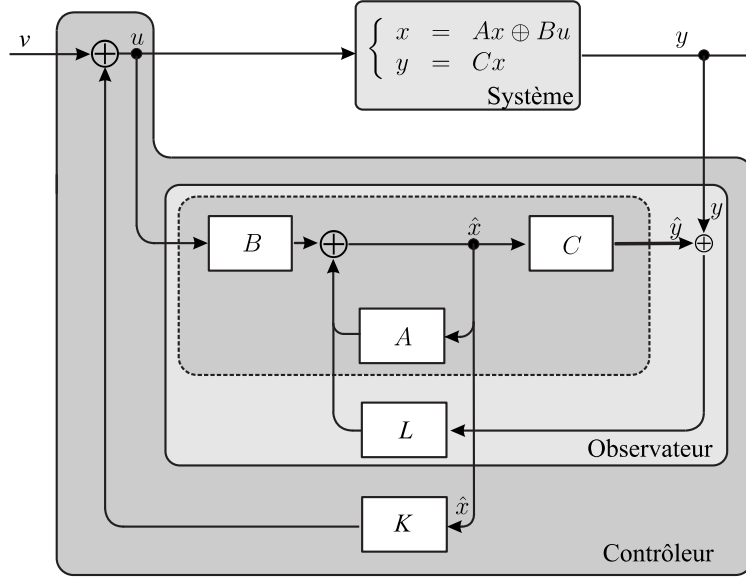 v
u
x = Ax ⊕ Bu
y = Cx
Système
y
y
B
x̂
C
ŷ
A
L
Observateur
x̂
K
Contrôleur